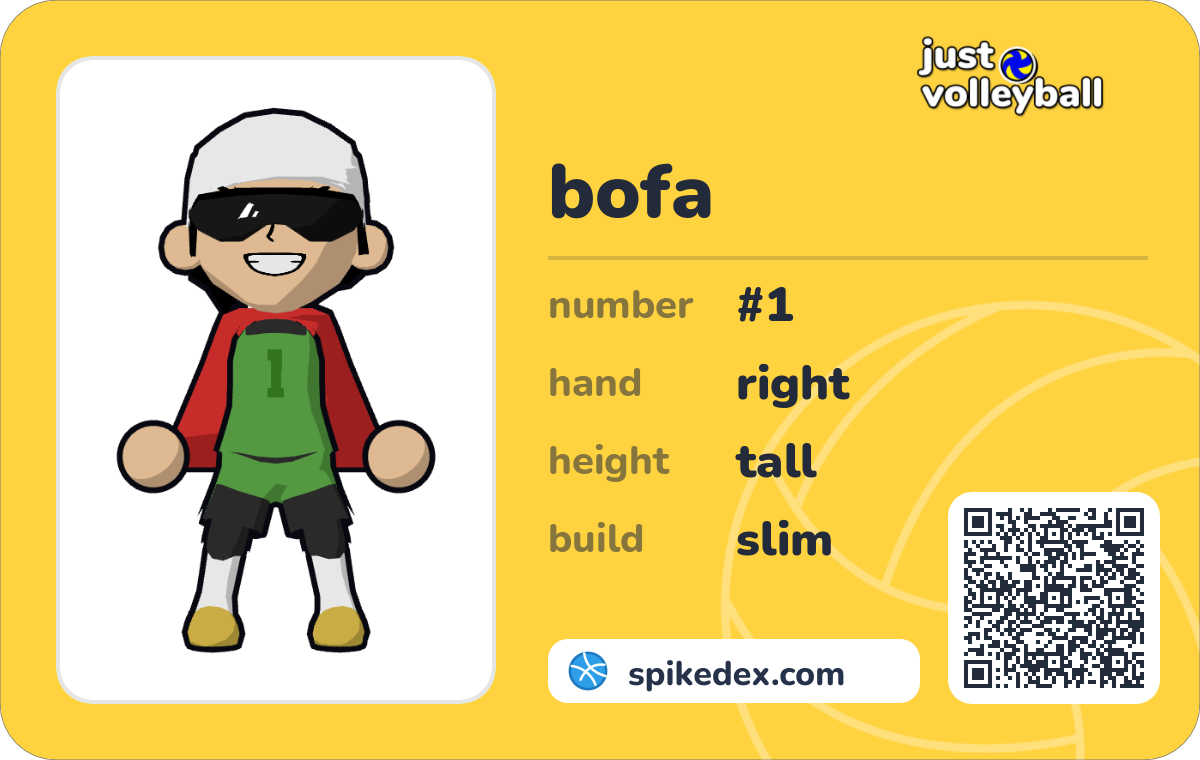 just
volleyball
bofa
number #1
hand right
height tall
build slim
1
spikedex.com